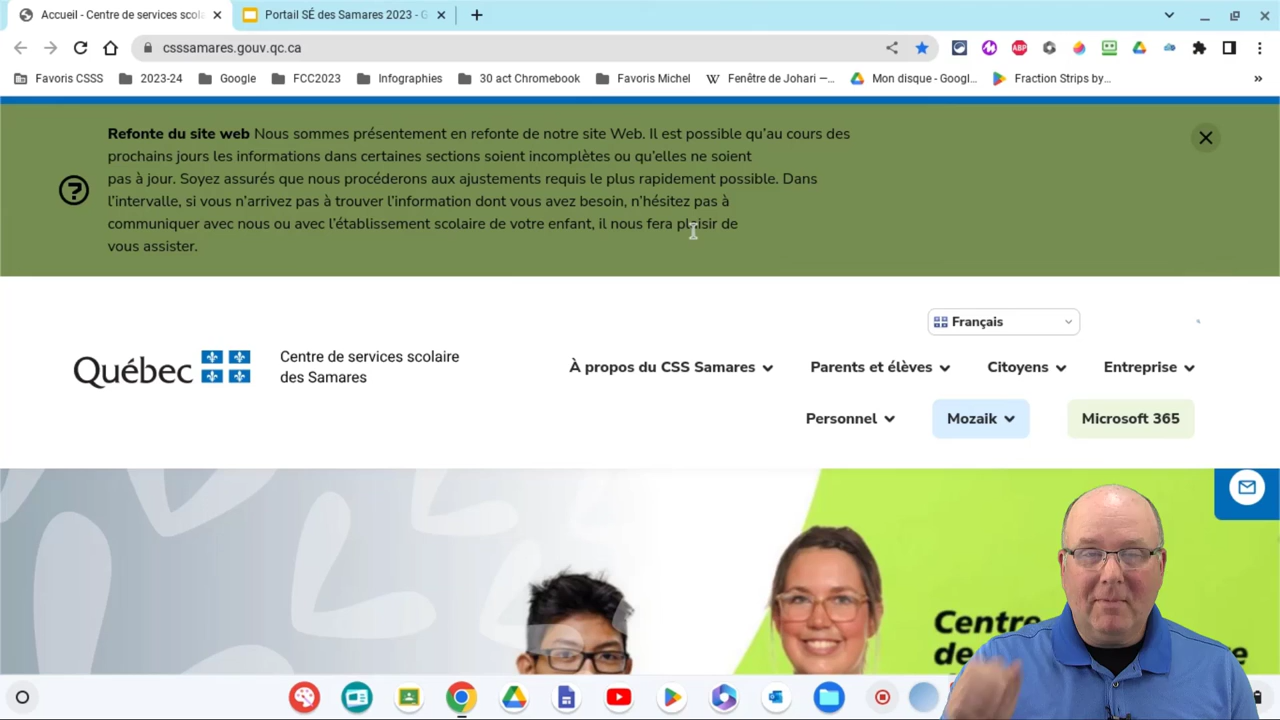 Accueil - Centre de services scola
Portail SÉ des Samares 2023 - G
csssamares.gouv.qc.ca
ABP
Favoris CSSS
2023-24
Google
FCC2023
Infographies
30 act Chromebook
Favoris Michel
Fenêtre de Johari —...
Mon disque - Googl...
Fraction Strips by...
»
Refonte du site web Nous sommes présentement en refonte de notre site Web. Il est possible qu'au cours des
prochains jours les informations dans certaines sections soient incomplètes ou qu'elles ne soient
pas à jour. Soyez assurés que nous procéderons aux ajustements requis le plus rapidement possible. Dans
l'intervalle, si vous n'arrivez pas à trouver l'information dont vous avez besoin, n'hésitez pas à
communiquer avec nous ou avec l'établissement scolaire de votre enfant, il nous fera plaisir de
vous assister.
Français
Québec
Centre de services scolaire
des Samares
À propos du CSS Samares
Parents et élèves
Citoyens
Entreprise
Personnel
Mozaik
Microsoft 365
Centre
de